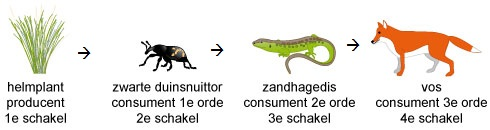 helmplant
producent
1e schakel
zwarte duinsnuittor
consument 1e orde
2e schakel
zandhagedis
consument 2e orde
3e schakel
vos
consument 3e orde
4e schakel